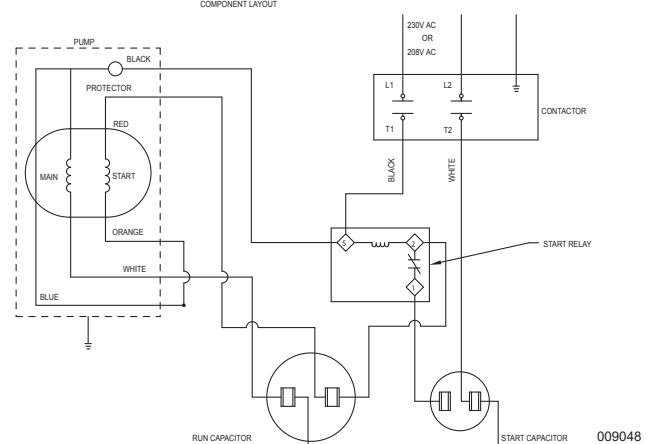 COMPONENT LAYOUT
230V AC
OR
208V AC
PUMP
BLACK
PROTECTOR
L1
L2
CONTACTOR
T1
T2
RED
MAIN
START
BLACK
WHITE
ORANGE
5
2
START RELAY
1
WHITE
BLUE
RUN CAPACITOR
START CAPACITOR
009048